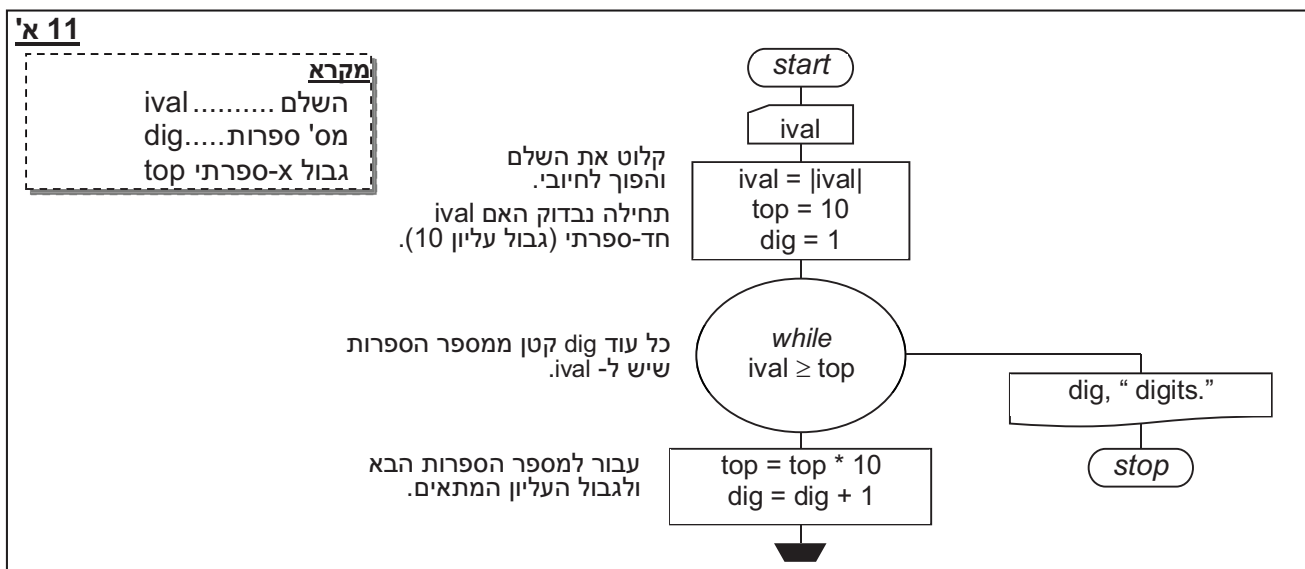 11 א'
מקרא
השלם ..........ival
מס' ספרות.....dig
גבול x-ספרתי top
start
ival
קלוט את השלם
והפוך לחיובי.
תחילה נבדוק האם ival
חד-ספרתי (גבול עליון 10).
ival = |ival|
top = 10
dig = 1
כל עוד dig קטן ממספר הספרות
שיש ל- ival.
while
ival ≥ top
dig, “ digits.”
stop
עבור למספר הספרות הבא
ולגבול העליון המתאים.
top = top * 10
dig = dig + 1